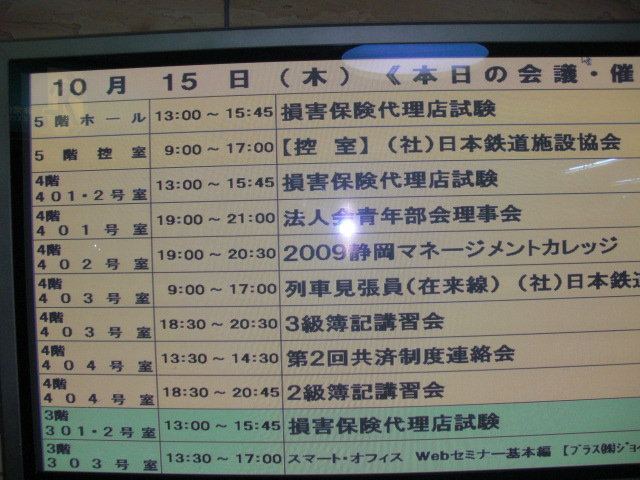 10月 15日 (木) 《本日の会議・催
5階ホール 13:00～15:45 損害保険代理店試験
5階控室 9:00～17:00 【控 室】 (社)日本鉄道施設協会
4階 401・2号室 13:00～15:45 損害保険代理店試験
4階 401号室 19:00～21:00 法人会青年部会理事会
4階 402号室 19:00～20:30 2009静岡マネージメントカレッジ
4階 403号室 9:00～17:00 列車見張員(在来線) (社)日本鉄道
4階 403号室 18:30～20:30 3級簿記講習会
4階 404号室 13:30～14:30 第2回共済制度連絡会
4階 404号室 18:30～20:45 2級簿記講習会
3階 301・2号室 13:00～15:45 損害保険代理店試験
3階 303号室 13:30～17:00 スマート・オフィス Webセミナー基本編 【プラス㈱ジョイ